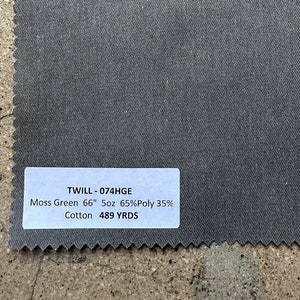 TWILL - 074HGE
Moss Green 66" 5oz 65%Poly 35%
Cotton 489 YRDS